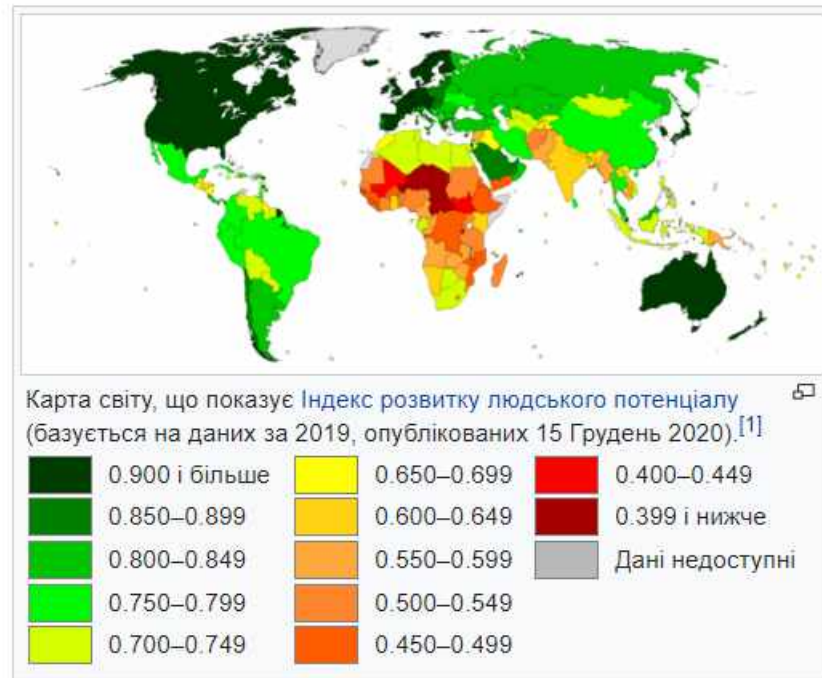 Карта світу, що показує Індекс розвитку людського потенціалу
(базується на даних за 2019, опублікованих 15 Грудень 2020).[1]
0.900 і більше
0.850–0.899
0.800–0.849
0.750–0.799
0.700–0.749
0.650–0.699
0.600–0.649
0.550–0.599
0.500–0.549
0.450–0.499
0.400–0.449
0.399 і нижче
Дані недоступні